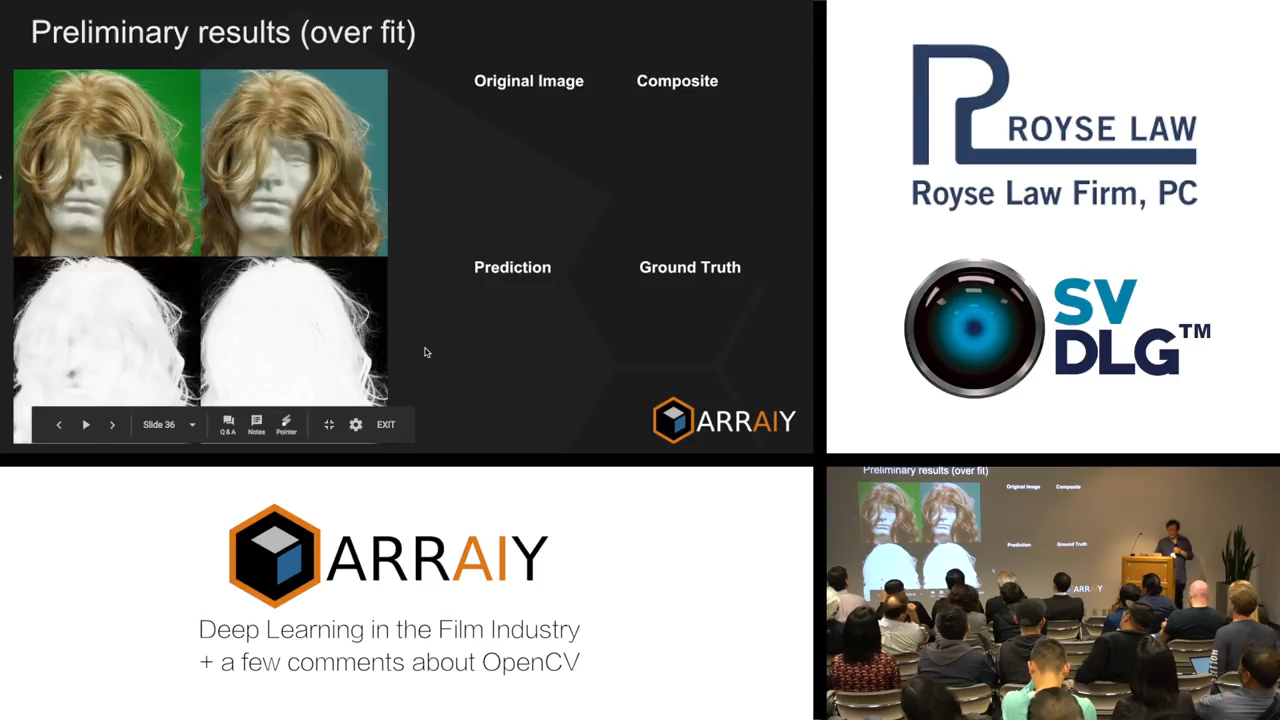 Preliminary results (over fit)
Original Image
Composite
Prediction
Ground Truth
Slide 36
Q & A
Notes
Pointer
EXIT
ARRAIY
ROYSE LAW
Royse Law Firm, PC
SV
DLG™
ARRAIY
Deep Learning in the Film Industry
+ a few comments about OpenCV
Preliminary results (over fit)
Original Image
Composite
Prediction
Ground Truth
ARRAIY